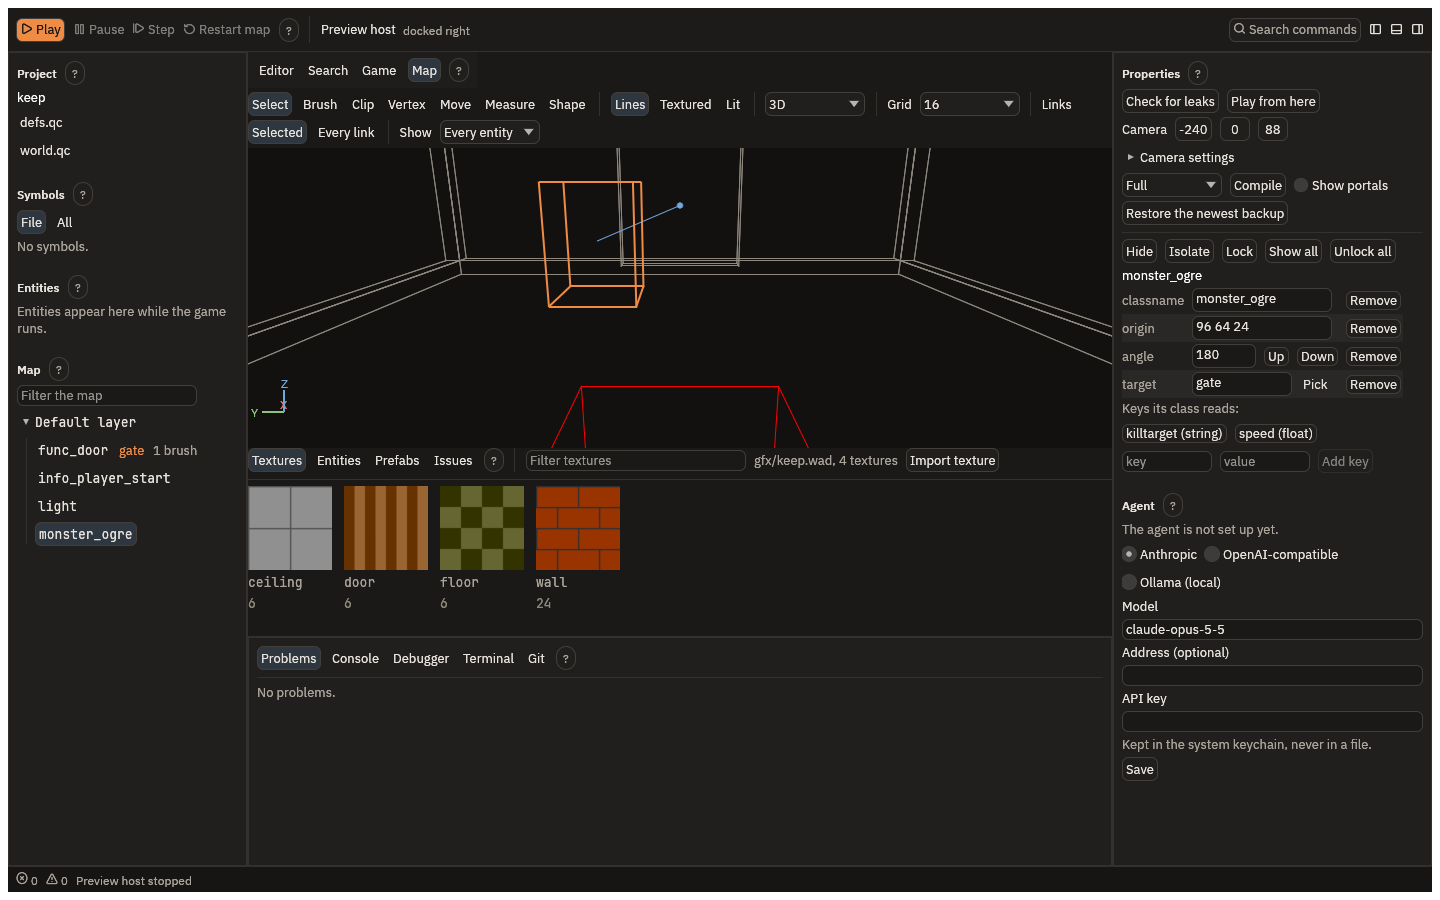 Play Pause Step Restart map ? Preview host docked right Search commands
Project ?
keep
defs.qc
world.qc
Symbols ?
File All
No symbols.
Entities ?
Entities appear here while the game
runs.
Map ?
Filter the map
Default layer
func_door gate 1 brush
info_player_start
light
monster_ogre
Editor Search Game Map ?
Select Brush Clip Vertex Move Measure Shape Lines Textured Lit 3D Grid 16 Links
Selected Every link Show Every entity
Z
Y X
Textures Entities Prefabs Issues ? Filter textures gfx/keep.wad, 4 textures Import texture
ceiling door floor wall
6 6 6 24
Problems Console Debugger Terminal Git ?
No problems.
Properties ?
Check for leaks Play from here
Camera -240 0 88
Camera settings
Full Compile Show portals
Restore the newest backup
Hide Isolate Lock Show all Unlock all
monster_ogre
classname monster_ogre Remove
origin 96 64 24 Remove
angle 180 Up Down Remove
target gate Pick Remove
Keys its class reads:
killtarget (string) speed (float)
key value Add key
Agent ?
The agent is not set up yet.
Anthropic OpenAI-compatible
Ollama (local)
Model
claude-opus-5-5
Address (optional)
API key
Kept in the system keychain, never in a file.
Save
0 0 Preview host stopped